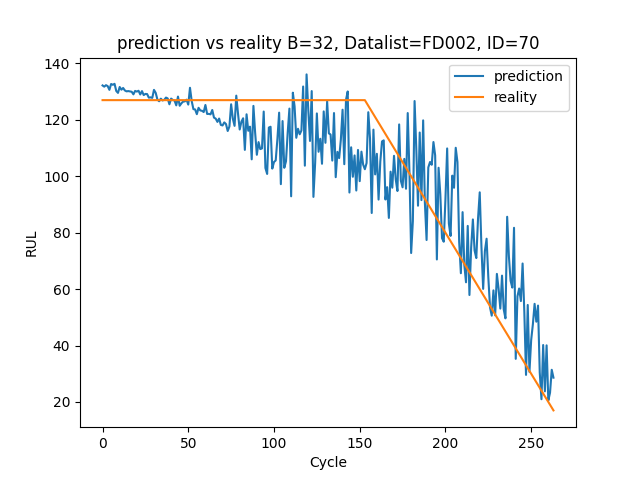 prediction vs reality B=32, Datalist=FD002, ID=70
prediction
reality
RUL
140
120
100
80
60
40
20
0 50 100 150 200 250
Cycle